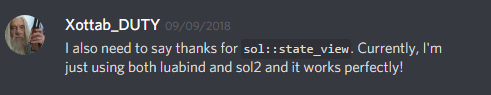 Xottab_DUTY 09/09/2018
I also need to say thanks for sol::state_view. Currently, I'm
just using both luabind and sol2 and it works perfectly!